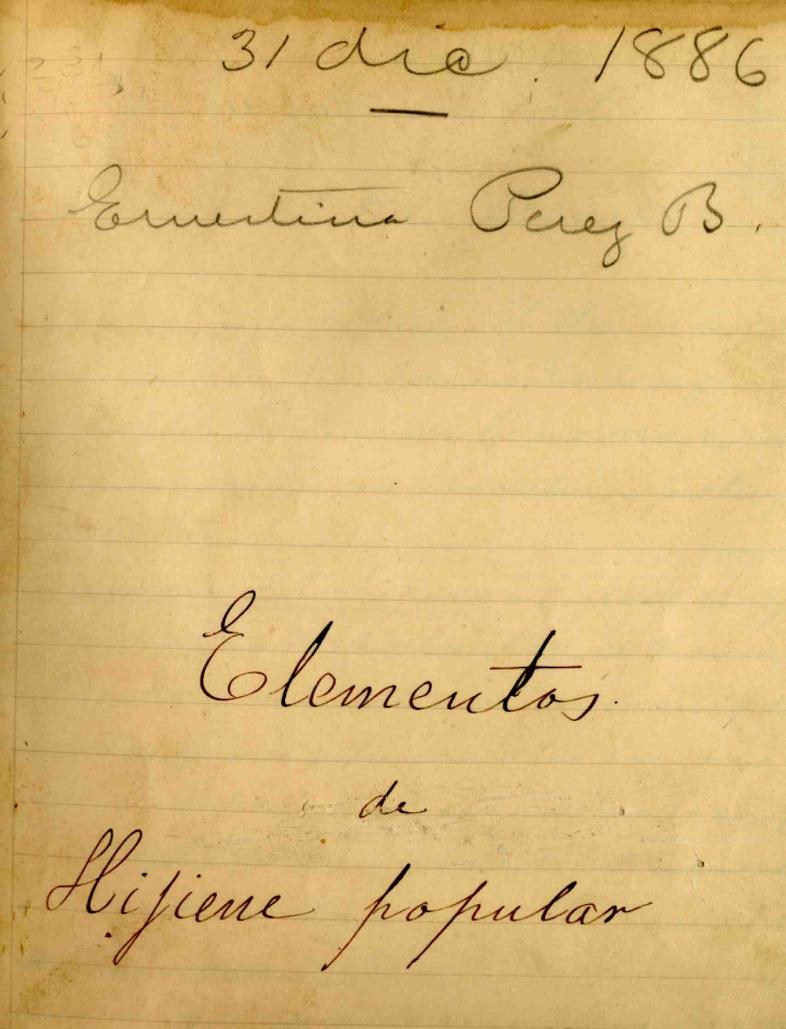 31 dic. 1886
Ernestina Perez B.
Elementos
de
Hijiene popular